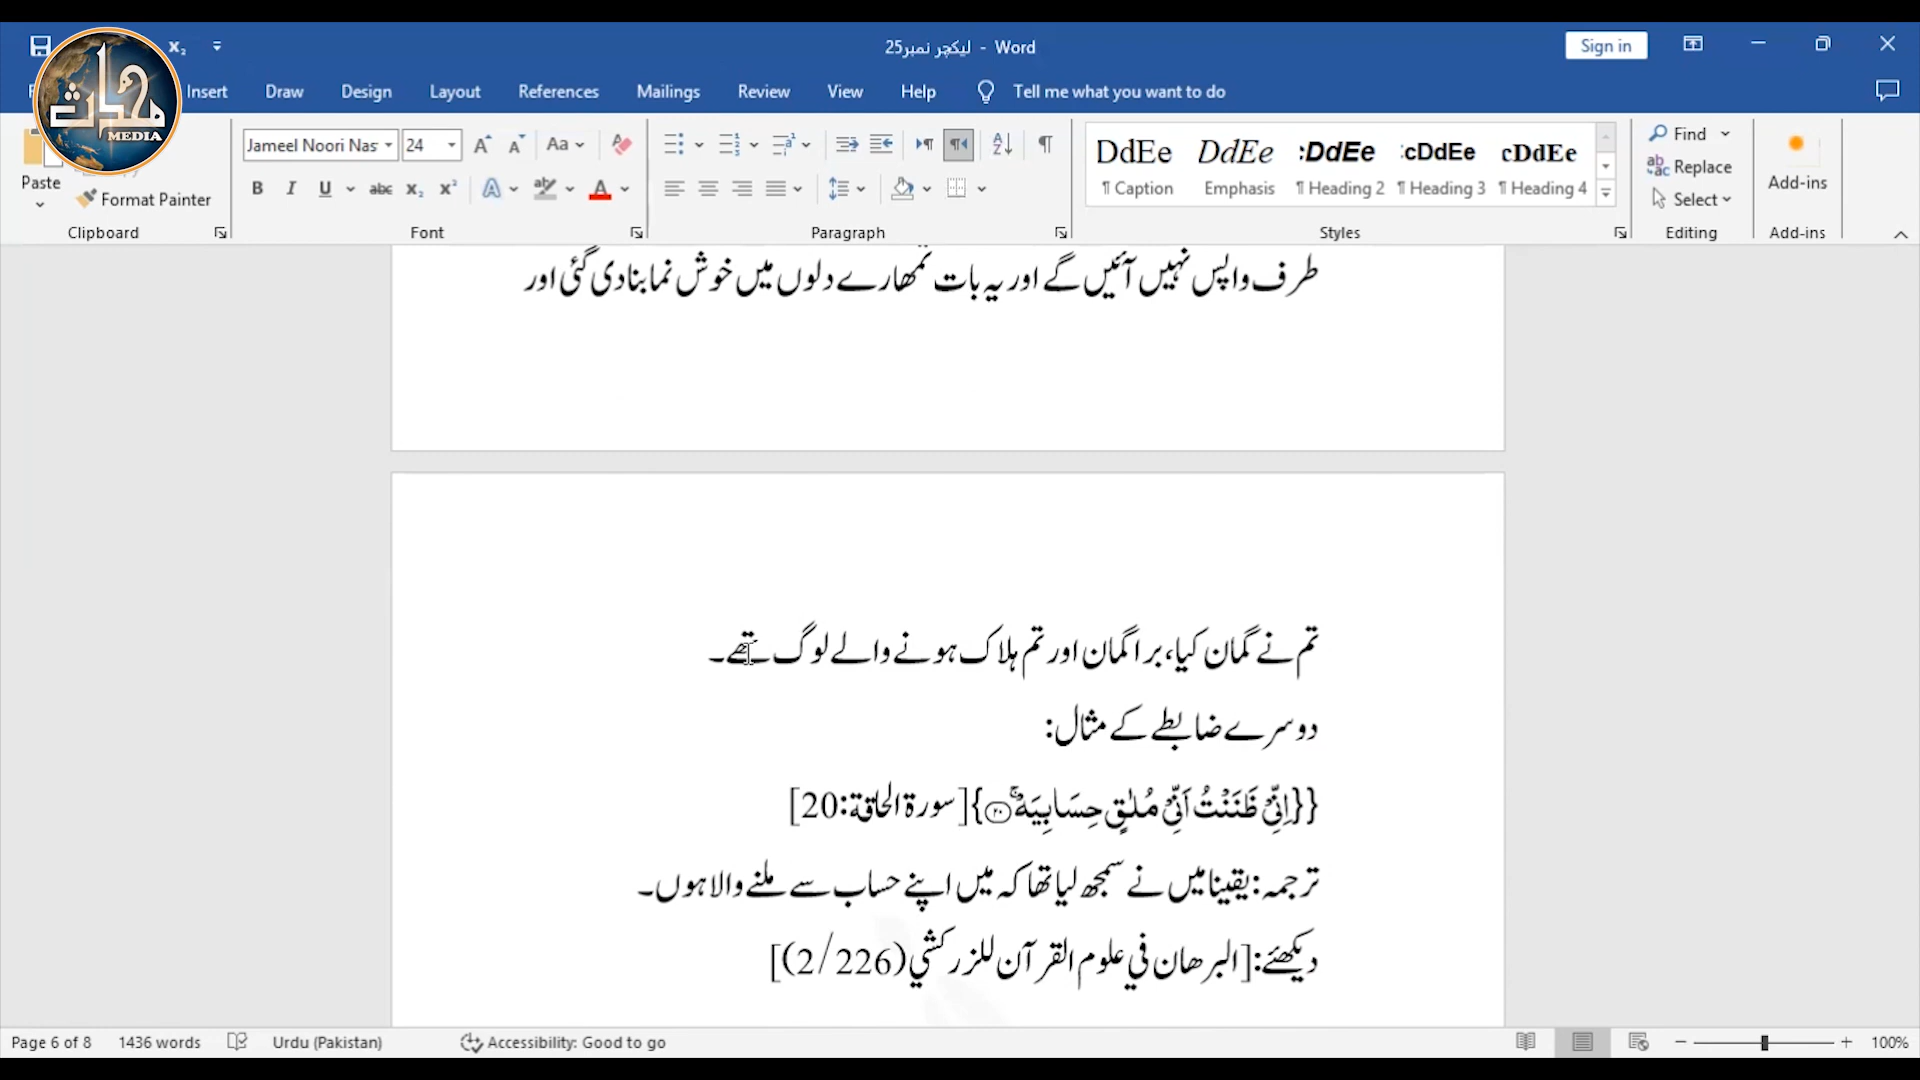 لیکچر نمبر25 - Word
Sign in
Insert Draw Design Layout References Mailings Review View Help Tell me what you want to do
محدث
MEDIA
Paste
Format Painter
Clipboard
Jameel Noori Nas 24
Font
Paragraph
DdEe DdEe DdEe cDdEe cDdEe
¶ Caption Emphasis ¶ Heading 2 ¶ Heading 3 ¶ Heading 4
Styles
Find
Replace
Select
Editing
Add-ins
Add-ins
طرف واپس نہیں آئیں گے اور یہ بات تمھارے دلوں میں خوش نما بنادی گئی اور
تم نے گمان کیا، برا گمان اور تم ہلاک ہونے والے لوگ تھے۔
دوسرے ضابطے کے مثال:
{{اِنِّیْ ظَنَنْتُ اَنِّیْ مُلٰقٍ حِسَابِیَهْۚ۝۲۰}[سورۃ الحاقۃ:20]
ترجمہ: یقینا میں نے سمجھ لیا تھا کہ میں اپنے حساب سے ملنے والا ہوں۔
دیکھئے:[البرھان في علوم القرآن للزرکشي(2/226)]
Page 6 of 8 1436 words Urdu (Pakistan) Accessibility: Good to go 100%